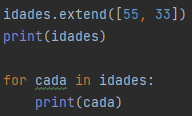 idades.extend([55, 33])
print(idades)

for cada in idades:
    print(cada)